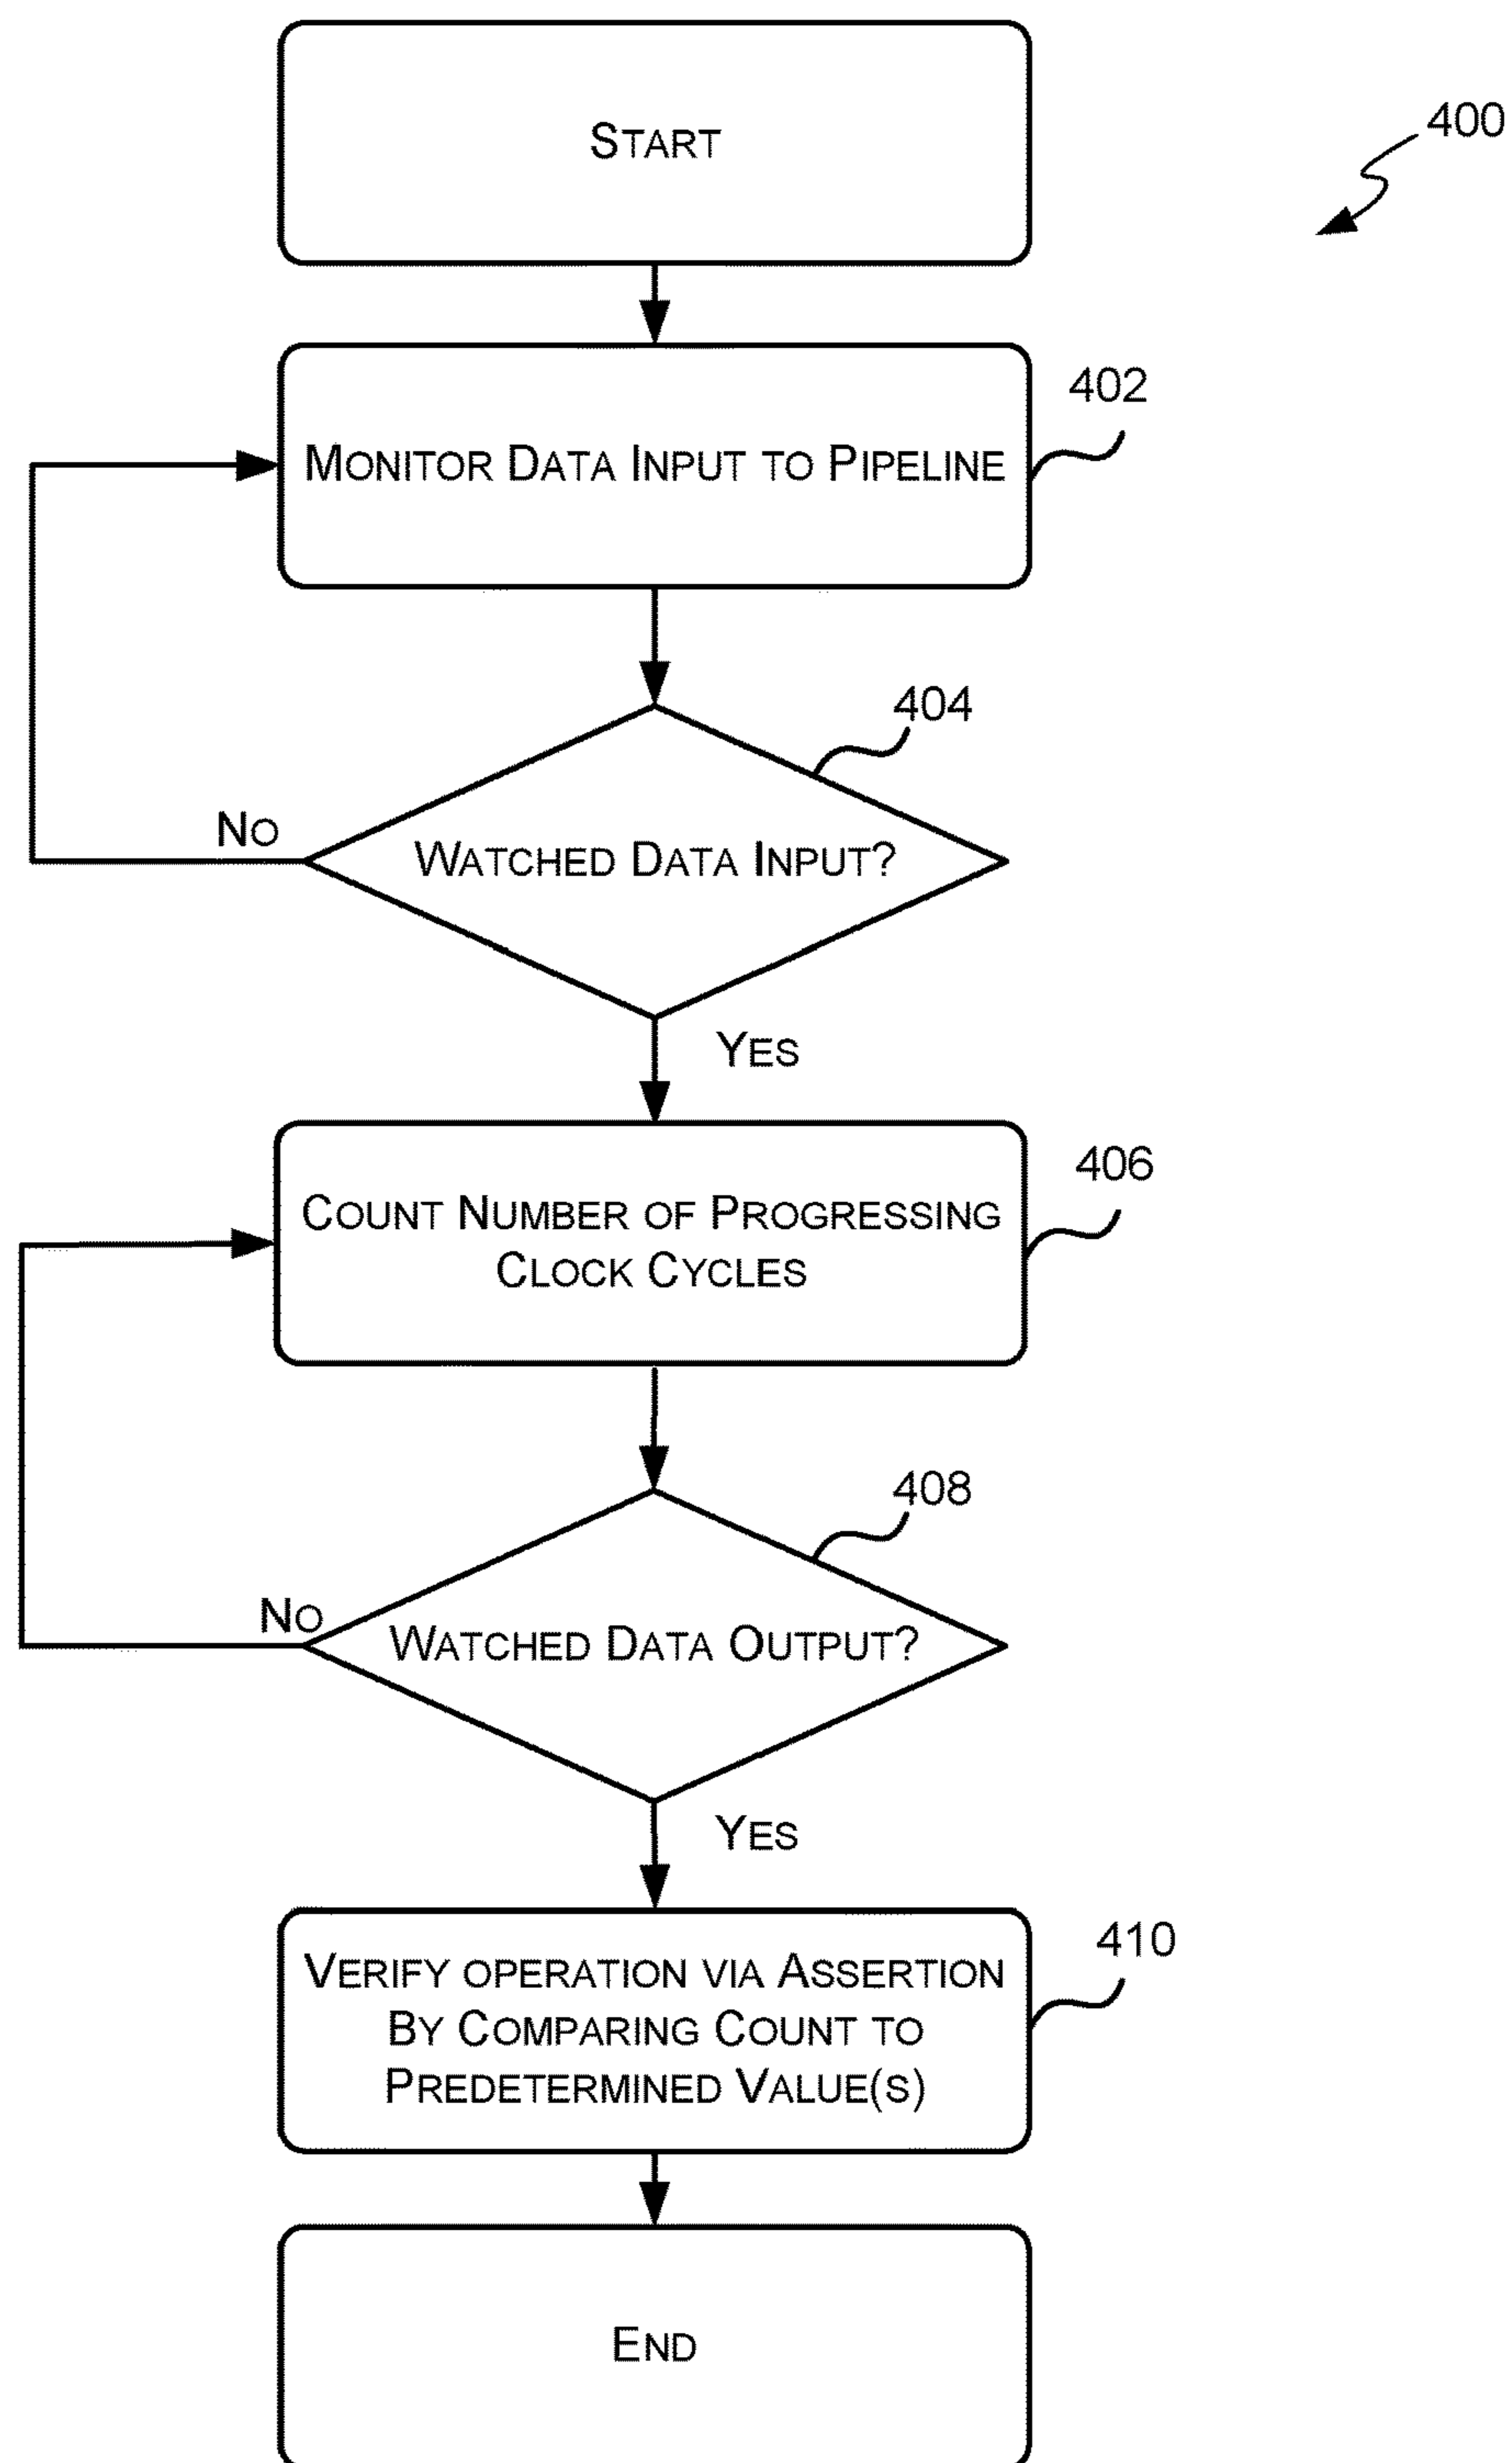 START
400
402
MONITOR DATA INPUT TO PIPELINE
404
NO
WATCHED DATA INPUT?
YES
406
COUNT NUMBER OF PROGRESSING
CLOCK CYCLES
408
NO
WATCHED DATA OUTPUT?
YES
410
VERIFY OPERATION VIA ASSERTION
BY COMPARING COUNT TO
PREDETERMINED VALUE(S)
END